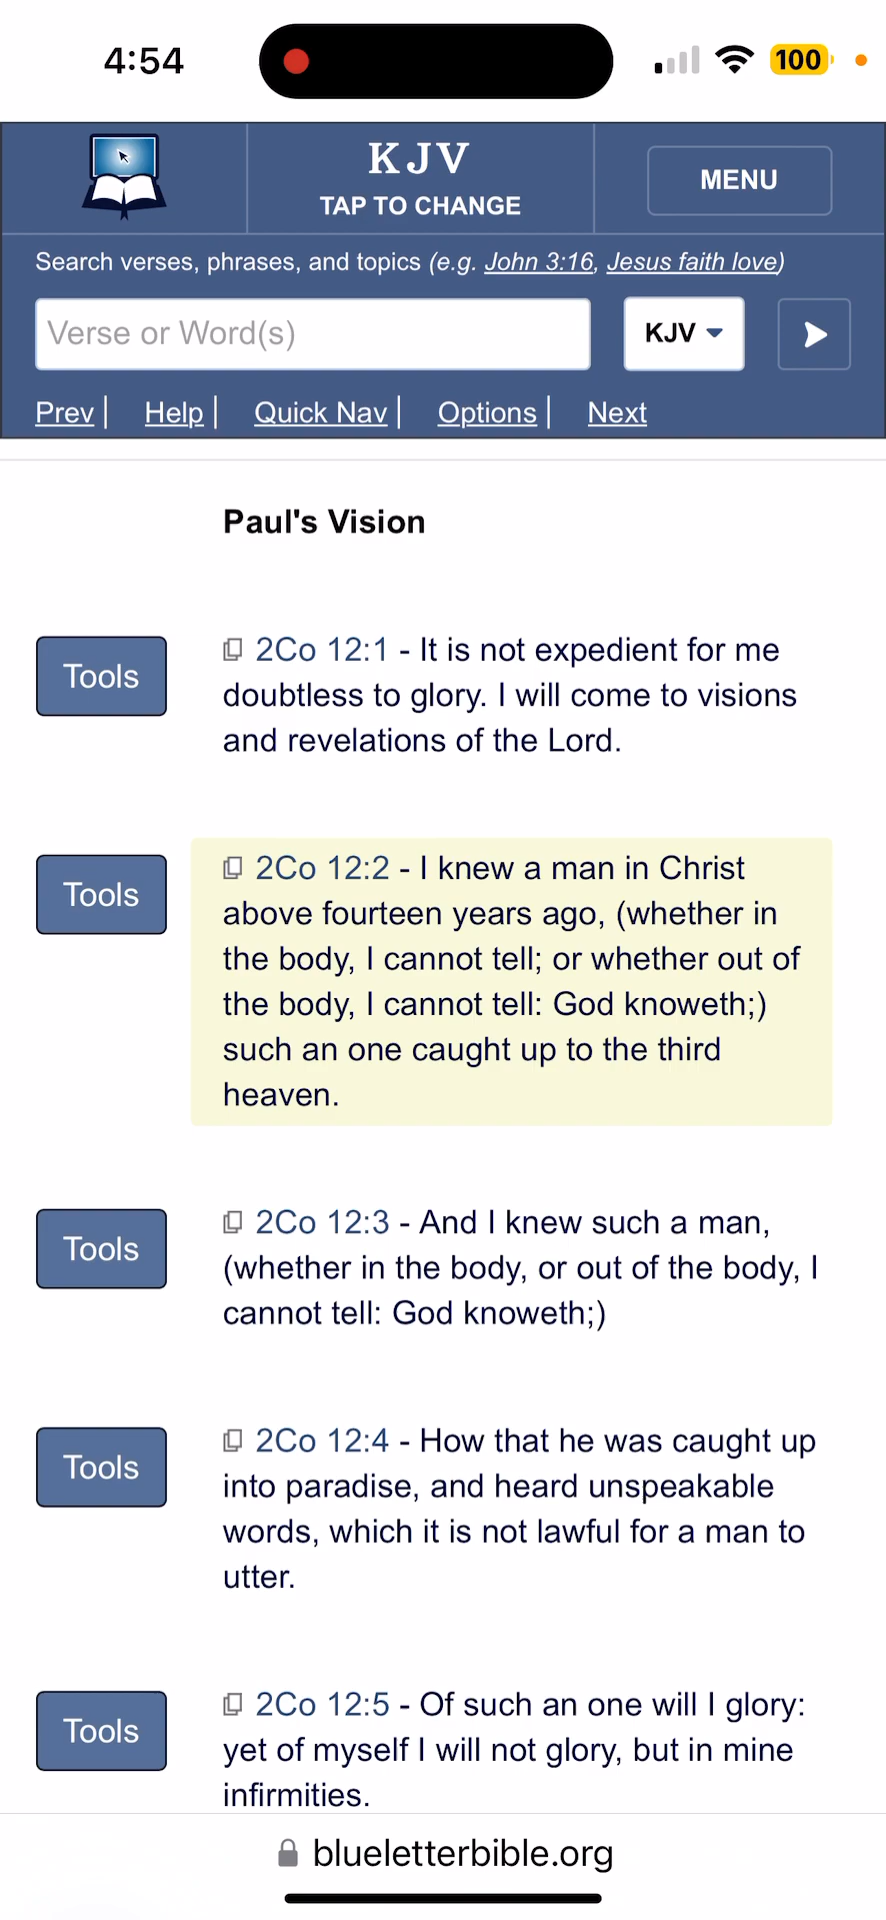 4:54
100
KJV
TAP TO CHANGE
MENU
Search verses, phrases, and topics (e.g. John 3:16, Jesus faith love)
Verse or Word(s)
KJV
Prev | Help | Quick Nav | Options | Next
Paul's Vision
Tools
2Co 12:1 - It is not expedient for me
doubtless to glory. I will come to visions
and revelations of the Lord.
Tools
2Co 12:2 - I knew a man in Christ
above fourteen years ago, (whether in
the body, I cannot tell; or whether out of
the body, I cannot tell: God knoweth;)
such an one caught up to the third
heaven.
Tools
2Co 12:3 - And I knew such a man,
(whether in the body, or out of the body, I
cannot tell: God knoweth;)
Tools
2Co 12:4 - How that he was caught up
into paradise, and heard unspeakable
words, which it is not lawful for a man to
utter.
Tools
2Co 12:5 - Of such an one will I glory:
yet of myself I will not glory, but in mine
infirmities.
blueletterbible.org